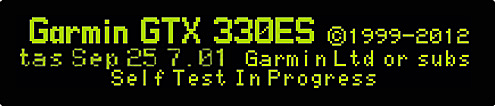 Garmin GTX 330ES ©1999-2012
tas Sep 25 7.01 Garmin Ltd or subs
Self Test In Progress